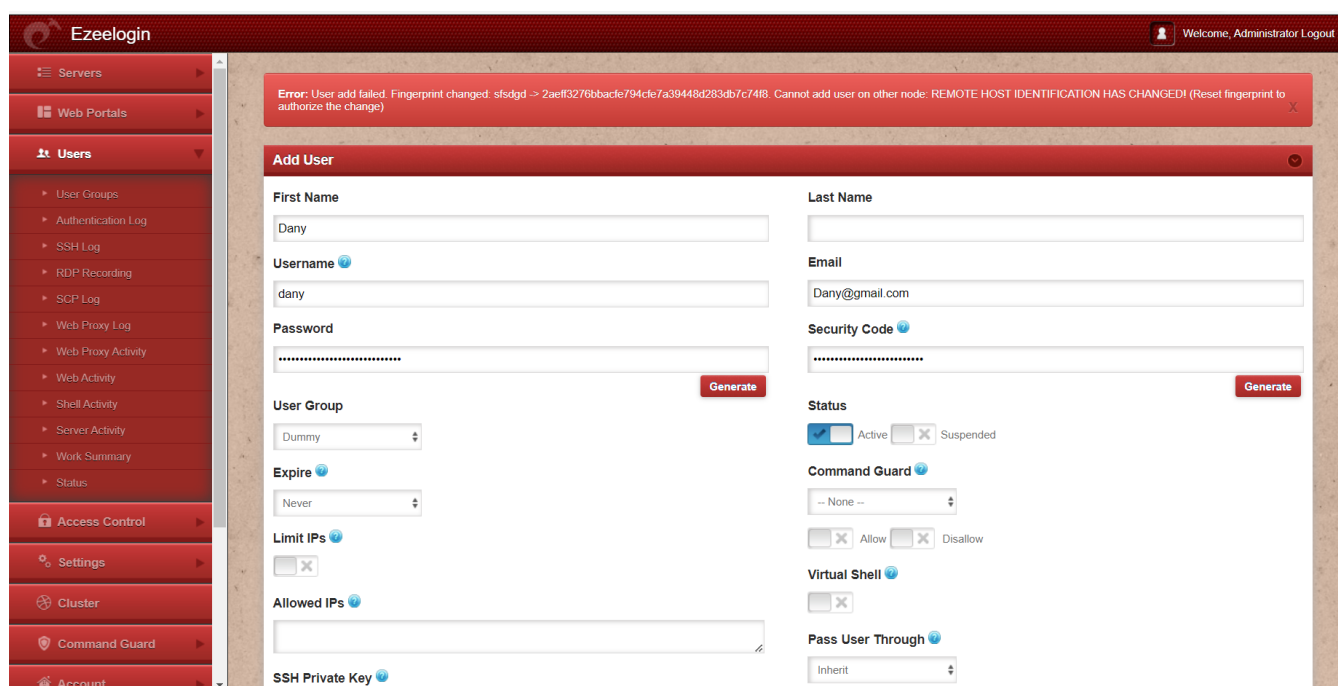 Ezeelogin
Welcome, Administrator Logout
Servers
Web Portals
Users
User Groups
Authentication Log
SSH Log
RDP Recording
SCP Log
Web Proxy Log
Web Proxy Activity
Web Activity
Shell Activity
Server Activity
Work Summary
Status
Access Control
Settings
Cluster
Command Guard
Account
Error: User add failed. Fingerprint changed: sfsdgd -> 2aeff3276bbacfe794cfe7a39448d283db7c74f8. Cannot add user on other node: REMOTE HOST IDENTIFICATION HAS CHANGED! (Reset fingerprint to
authorize the change)
X
Add User
First Name
Last Name
Dany
Username
Email
dany
Dany@gmail.com
Password
Security Code
Generate
Generate
User Group
Status
Dummy
Active
Suspended
Expire
Command Guard
Never
-- None --
Limit IPs
Allow
Disallow
Virtual Shell
Allowed IPs
Pass User Through
Inherit
SSH Private Key